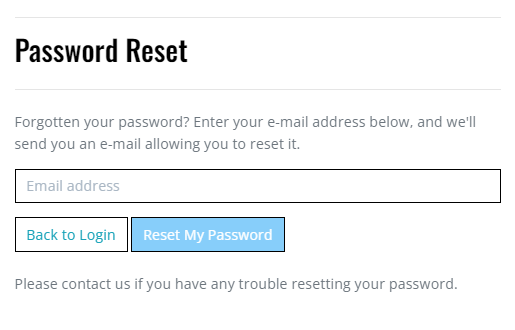 Password Reset
Forgotten your password? Enter your e-mail address below, and we'll
send you an e-mail allowing you to reset it.
Email address
Back to Login
Reset My Password
Please contact us if you have any trouble resetting your password.